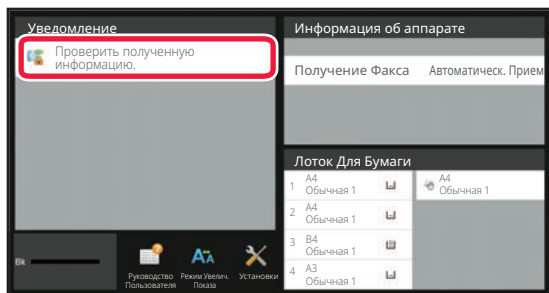 Уведомление
Проверить полученную
информацию.
Информация об аппарате
Получение Факса Автоматическ. Прием
Лоток Для Бумаги
1 A4
Обычная 1
A4
Обычная 1
2 A4
Обычная 1
3 B4
Обычная 1
4 A3
Обычная 1
Bk
Руководство
Пользователя
Режим Увелич.
Показа
Установки